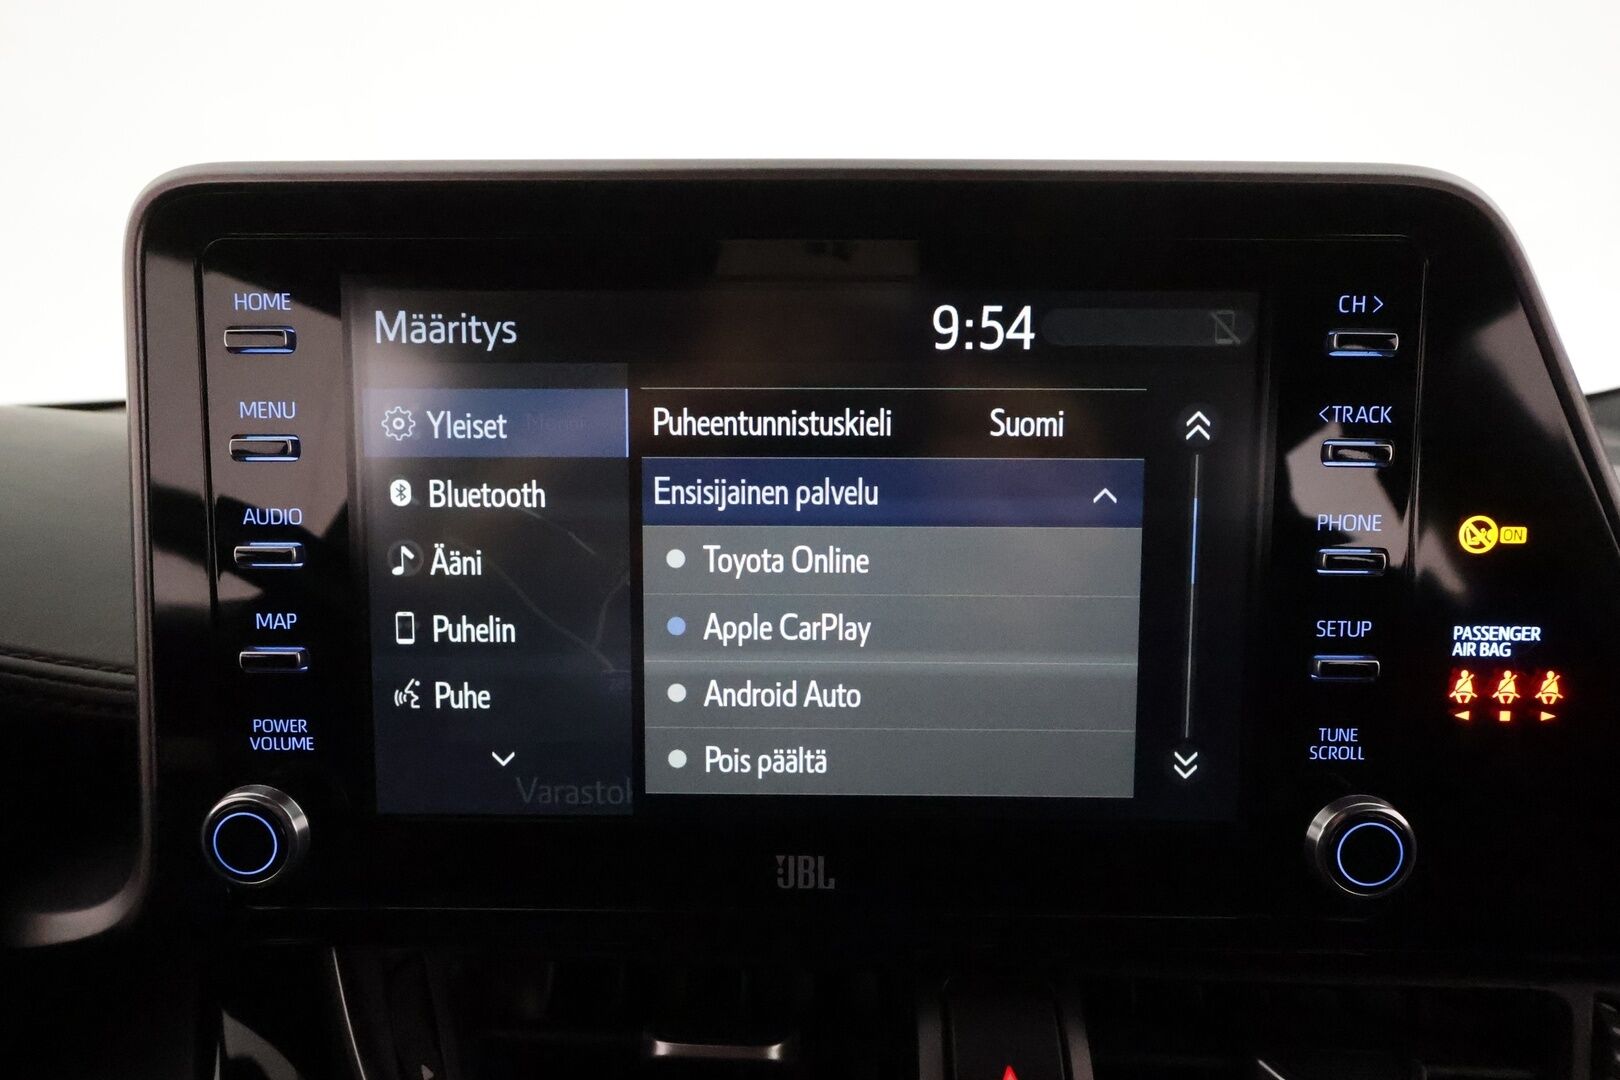 HOME
MENU
AUDIO
MAP
POWER
VOLUME
Määritys
9:54
Yleiset
Bluetooth
Ääni
Puhelin
Puhe
Puheentunnistuskieli Suomi
Ensisijainen palvelu
Toyota Online
Apple CarPlay
Android Auto
Pois päältä
JBL
CH >
<TRACK
PHONE
SETUP
TUNE
SCROLL
ON
PASSENGER
AIR BAG